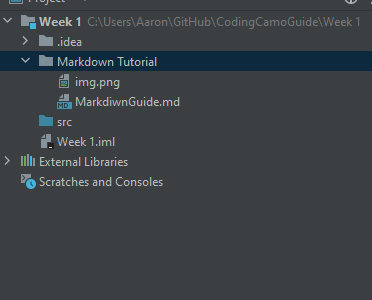 Project
Week 1 C:\Users\Aaron\GitHub\CodingCamoGuide\Week 1
.idea
Markdown Tutorial
img.png
MarkdiwnGuide.md
src
Week 1.iml
External Libraries
Scratches and Consoles